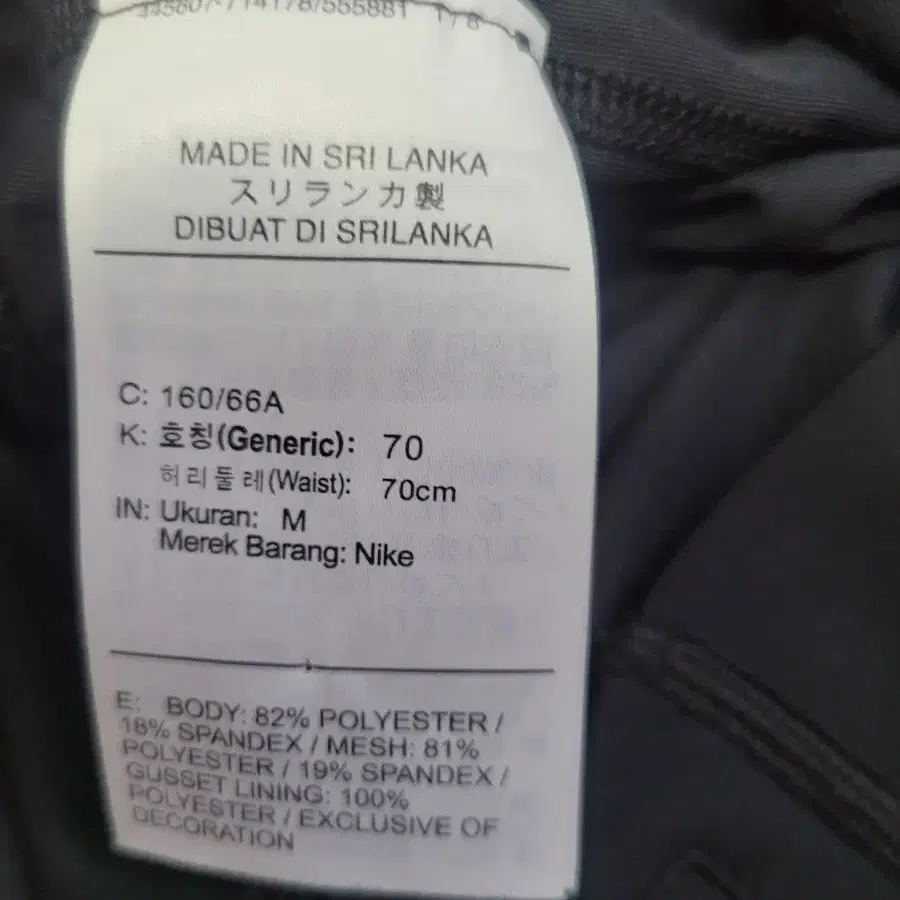 MADE IN SRI LANKA
スリランカ製
DIBUAT DI SRILANKA
C: 160/66A
K: 호칭(Generic): 70
허리둘레(Waist): 70cm
IN: Ukuran: M
Merek Barang: Nike
E: BODY: 82% POLYESTER /
18% SPANDEX / MESH: 81%
POLYESTER / 19% SPANDEX /
GUSSET LINING: 100%
POLYESTER / EXCLUSIVE OF
DECORATION